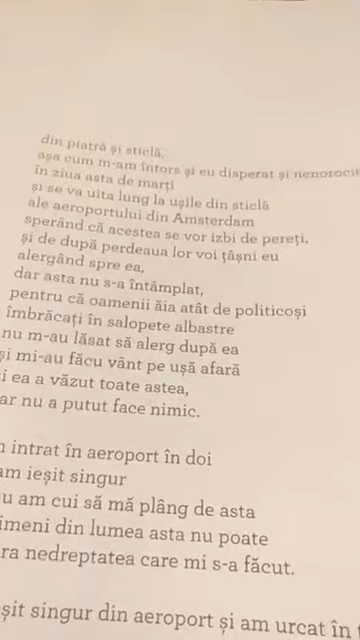 din piatră și sticlă,
așa cum m-am întors și eu disperat și nenorocit
în ziua asta de marți
și se va uita lung la ușile din sticlă
ale aeroportului din Amsterdam
sperând că acestea se vor izbi de pereți,
și de după perdeaua lor voi țâșni eu
alergând spre ea,
dar asta nu s-a întâmplat,
pentru că oamenii ăia atât de politicoși
îmbrăcați în salopete albastre
nu m-au lăsat să alerg după ea
și mi-au făcu vânt pe ușă afară
i ea a văzut toate astea,
ar nu a putut face nimic.
intrat în aeroport în doi
am ieșit singur
u am cui să mă plâng de asta
imeni din lumea asta nu poate
ra nedreptatea care mi s-a făcut.
șit singur din aeroport și am urcat în